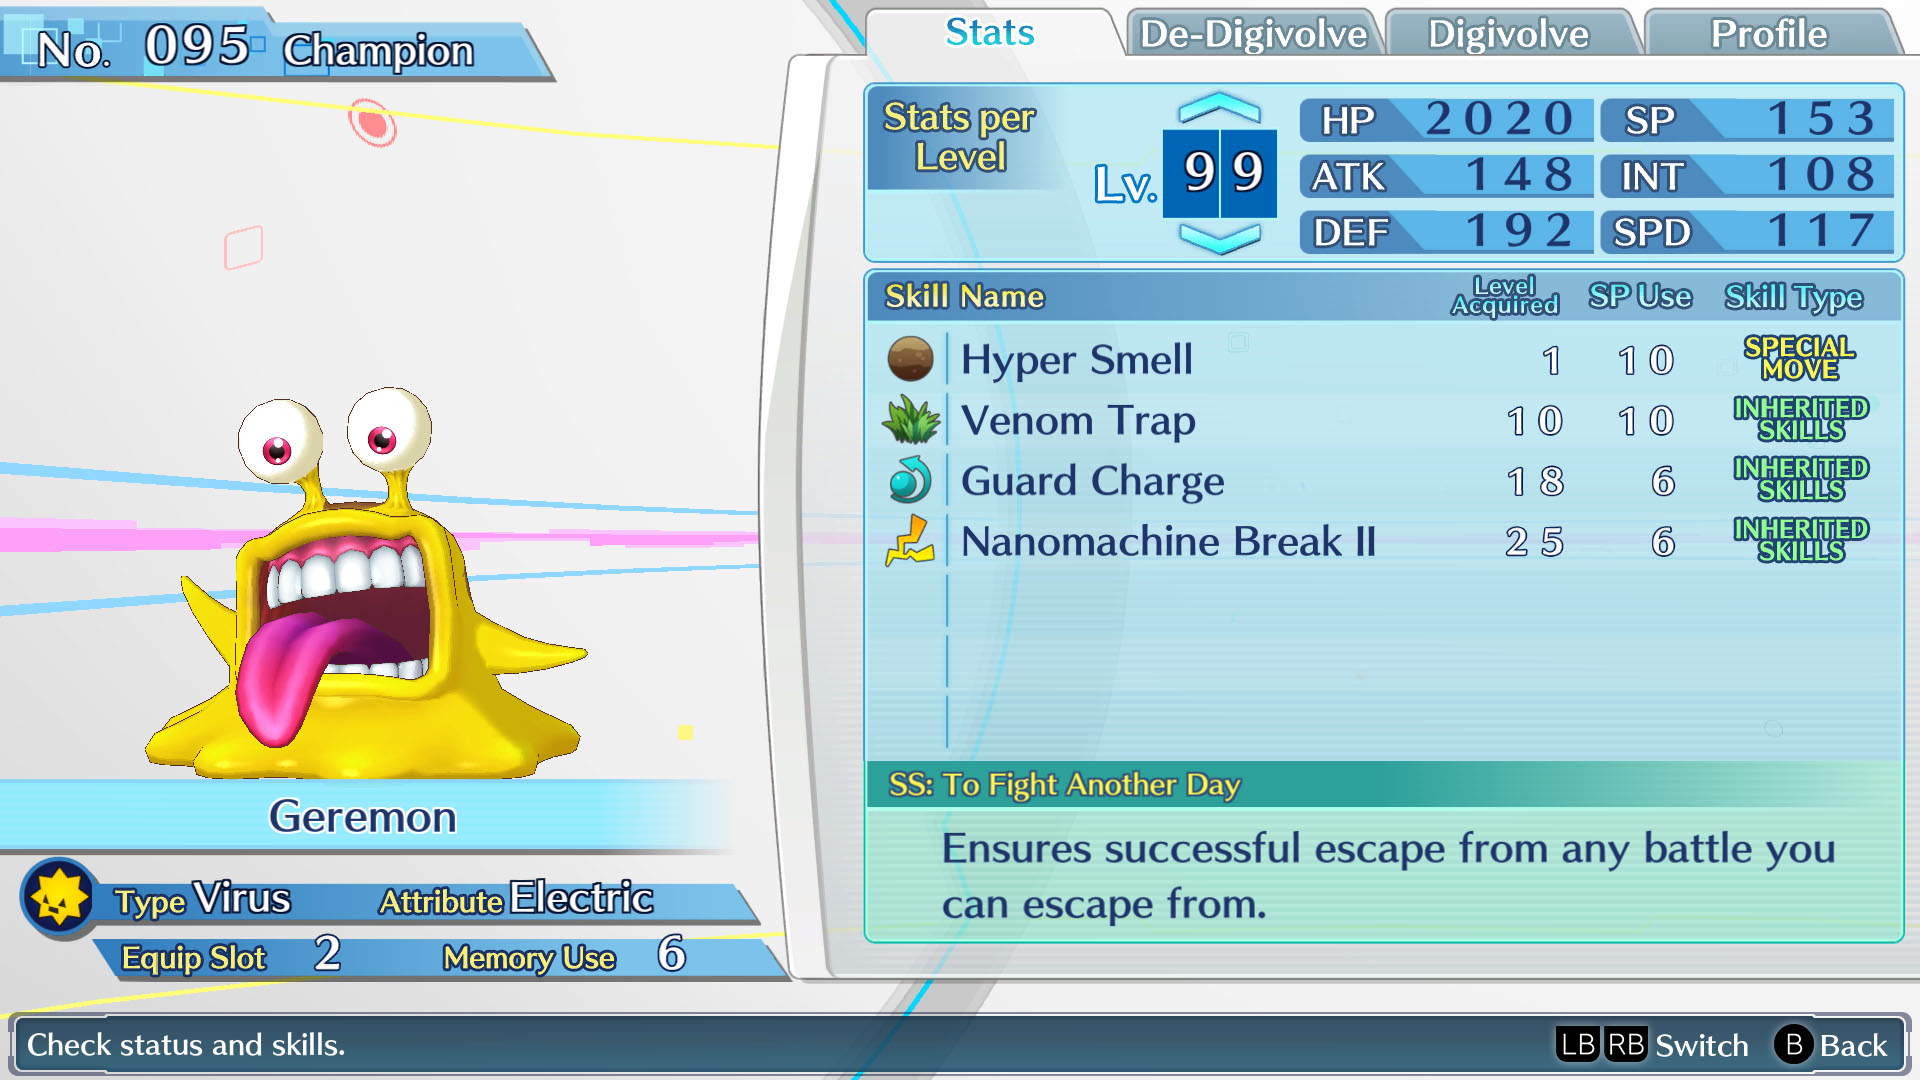 No. 095 Champion
Stats
De-Digivolve
Digivolve
Profile
Stats per
Level
Lv. 99
HP 2020
SP 153
ATK 148
INT 108
DEF 192
SPD 117
Skill Name
Level
Acquired
SP Use
Skill Type
Hyper Smell 1 10 SPECIAL
MOVE
Venom Trap 10 10 INHERITED
SKILLS
Guard Charge 18 6 INHERITED
SKILLS
Nanomachine Break II 25 6 INHERITED
SKILLS
SS: To Fight Another Day
Ensures successful escape from any battle you
can escape from.
Geremon
Type Virus Attribute Electric
Equip Slot 2 Memory Use 6
Check status and skills.
LB RB Switch B Back